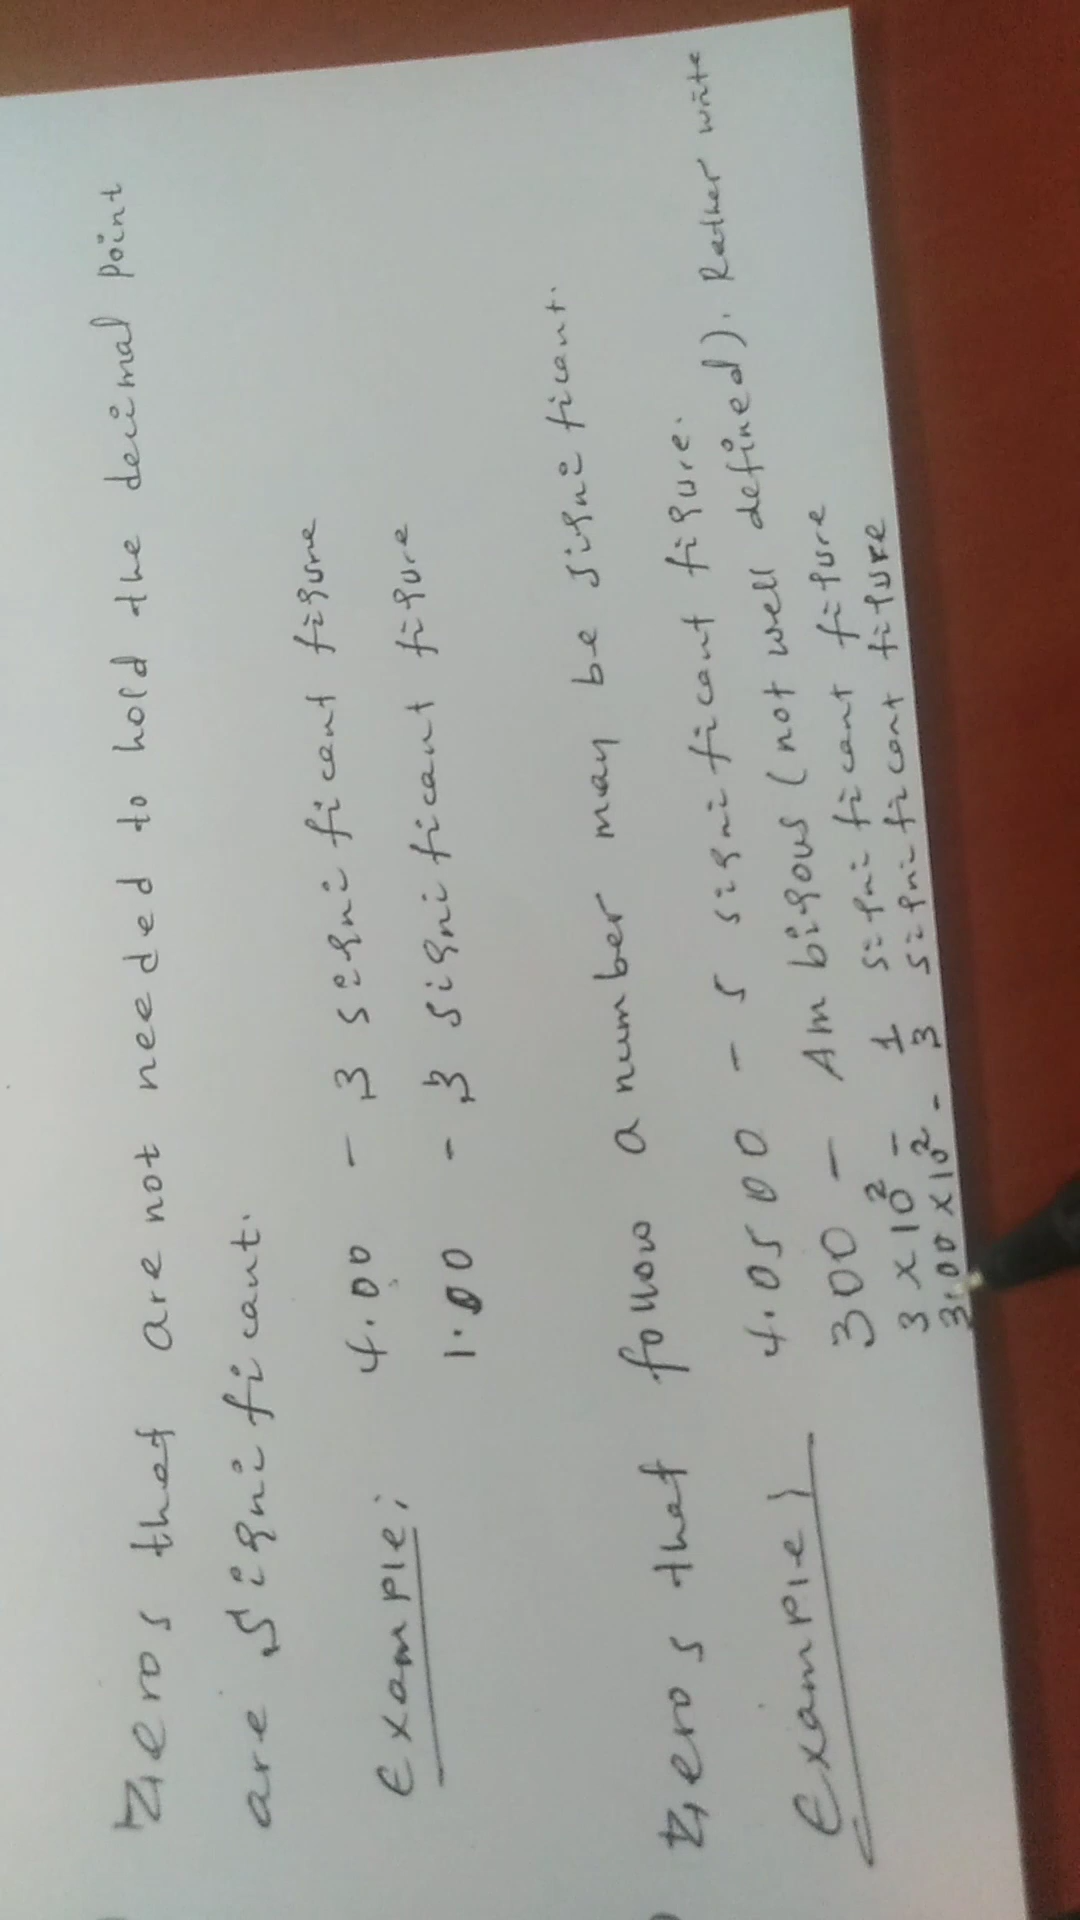 Zeros that are not needed to hold the decimal point
are significant.
4.00 - 3 significant figure
Example;
1.00 - 3 significant figure
Zeros that follow a number may be significant.
4.0500 - 5 significant figure.
Example)
300 - Ambigous (not well defined). Rather write
3 x 10² - 1 significant figure
3.00 x 10² - 3 significant figure